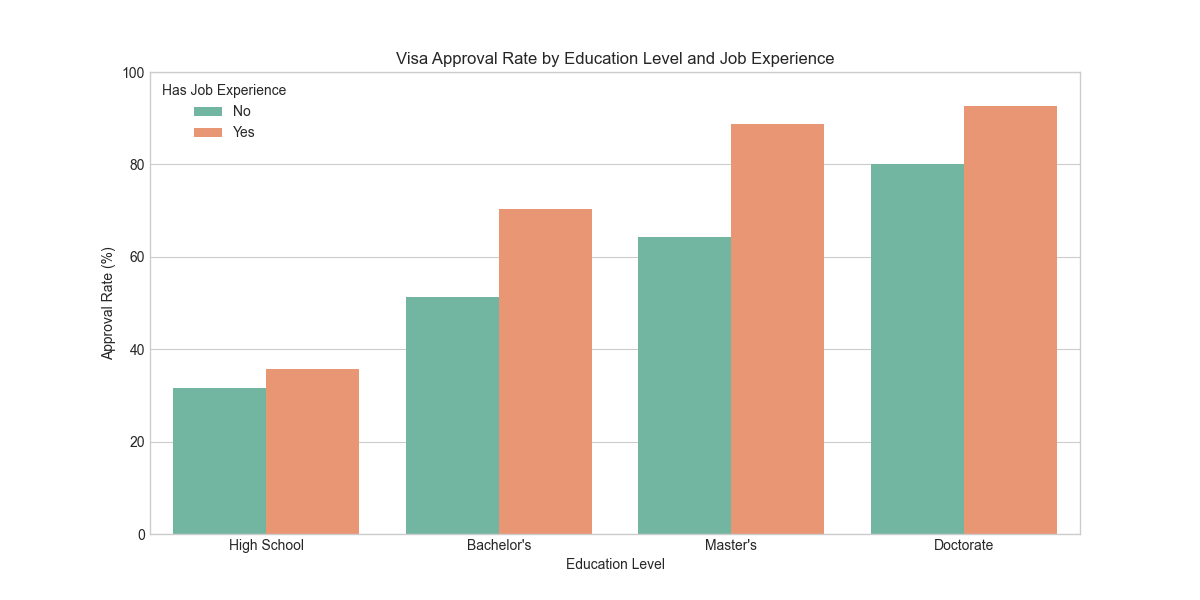 Visa Approval Rate by Education Level and Job Experience
100
Has Job Experience
No
Yes
80
60
Approval Rate (%)
40
20
0
High School Bachelor's Master's Doctorate
Education Level